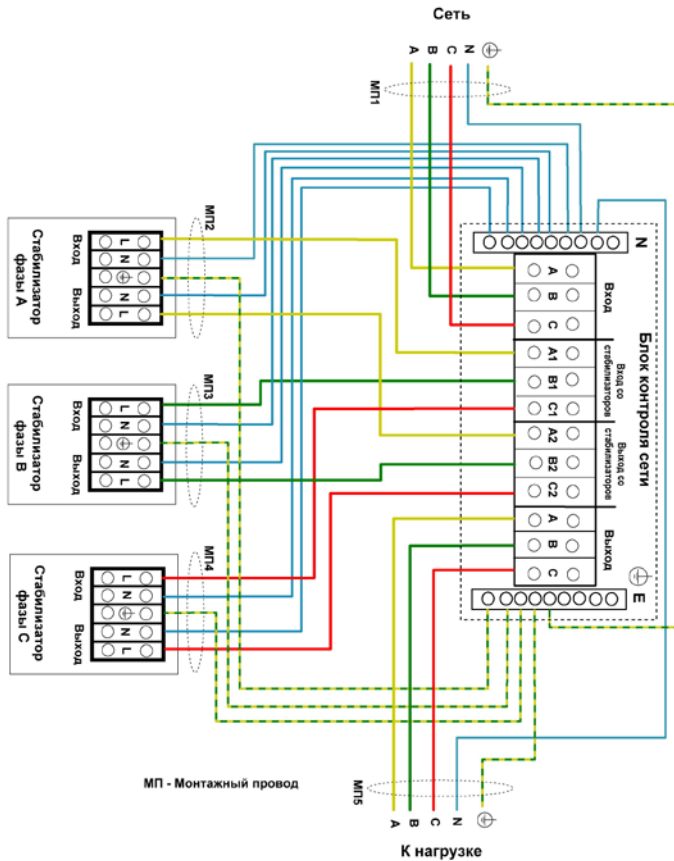 Сеть
A
B
C
N
МП1
МП2
Стабилизатор
фазы А
Вход
Выход
L
N
N
L
МП3
Стабилизатор
фазы В
Вход
Выход
L
N
N
L
МП4
Стабилизатор
фазы С
Вход
Выход
L
N
N
L
N
Блок контроля сети
Вход
A
B
C
Вход со
стабилизаторов
A1
B1
C1
Выход со
стабилизаторов
A2
B2
C2
Выход
A
B
C
E
МП - Монтажный провод
МП5
A
B
C
N
К нагрузке